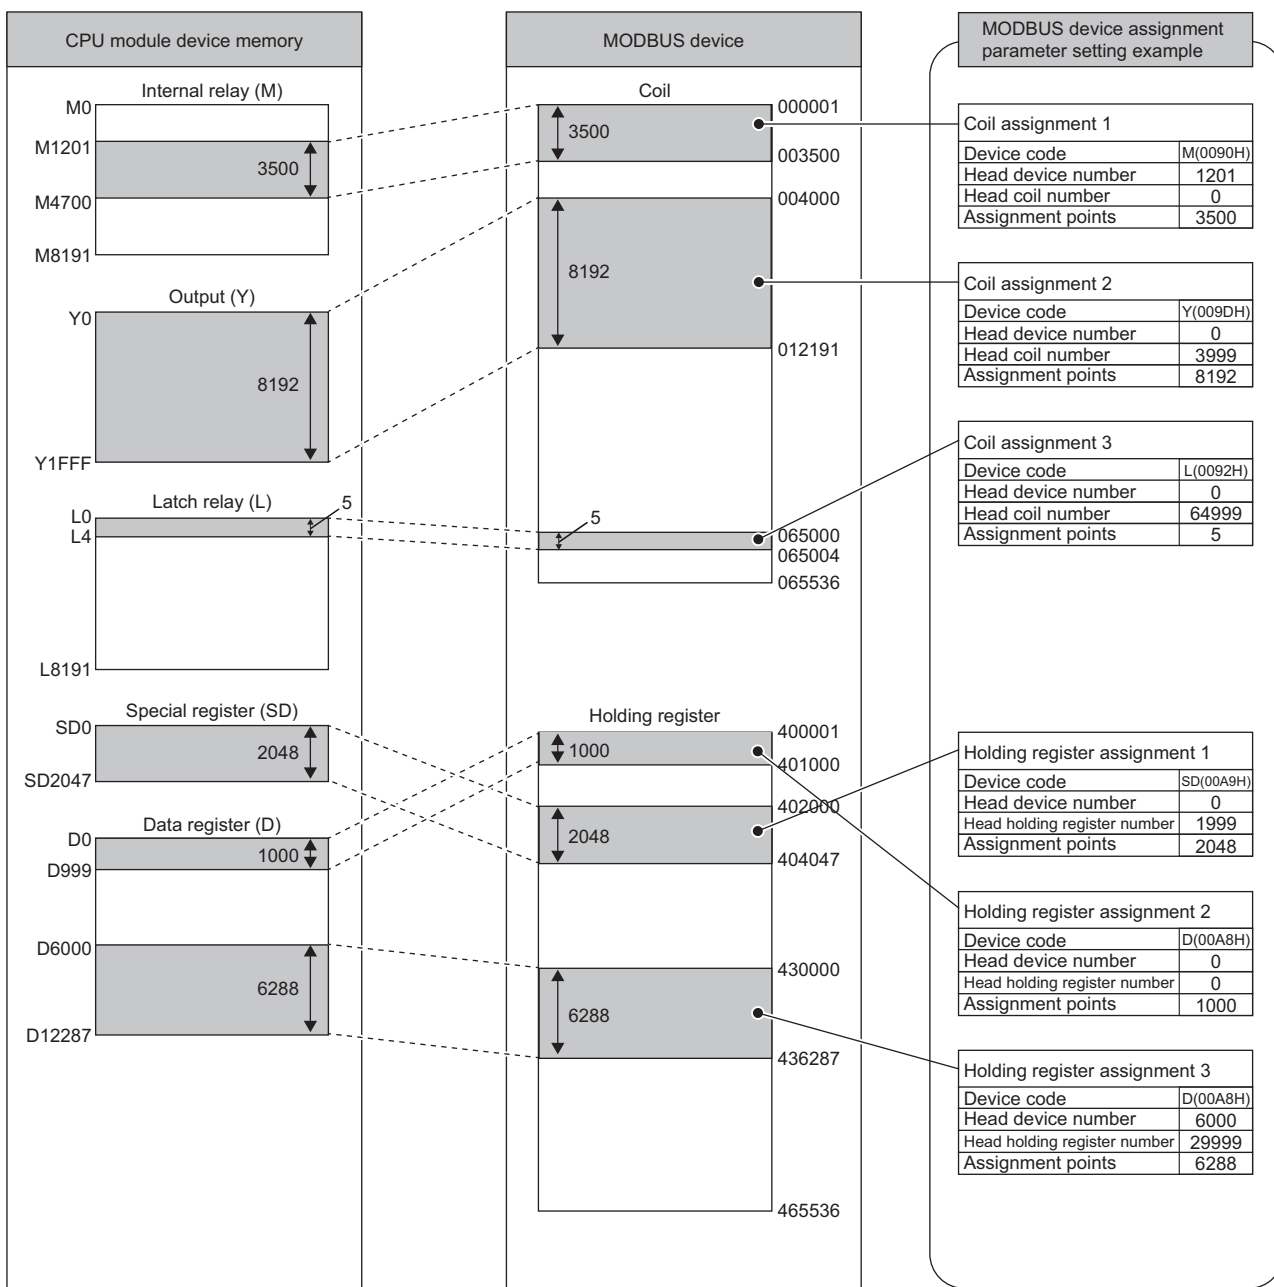 CPU module device memory
Internal relay (M)
M0
M1201
3500
M4700
M8191
Output (Y)
Y0
8192
Y1FFF
Latch relay (L)
L0
5
L4
L8191
Special register (SD)
SD0
2048
SD2047
Data register (D)
D0
1000
D999
D6000
6288
D12287
MODBUS device
Coil
000001
3500
003500
004000
8192
012191
5
065000
065004
065536
Holding register
400001
1000
401000
402000
2048
404047
430000
6288
436287
465536
MODBUS device assignment
parameter setting example
Coil assignment 1
Device code M(0090H)
Head device number 1201
Head coil number 0
Assignment points 3500
Coil assignment 2
Device code Y(009DH)
Head device number 0
Head coil number 3999
Assignment points 8192
Coil assignment 3
Device code L(0092H)
Head device number 0
Head coil number 64999
Assignment points 5
Holding register assignment 1
Device code SD(00A9H)
Head device number 0
Head holding register number 1999
Assignment points 2048
Holding register assignment 2
Device code D(00A8H)
Head device number 0
Head holding register number 0
Assignment points 1000
Holding register assignment 3
Device code D(00A8H)
Head device number 6000
Head holding register number 29999
Assignment points 6288